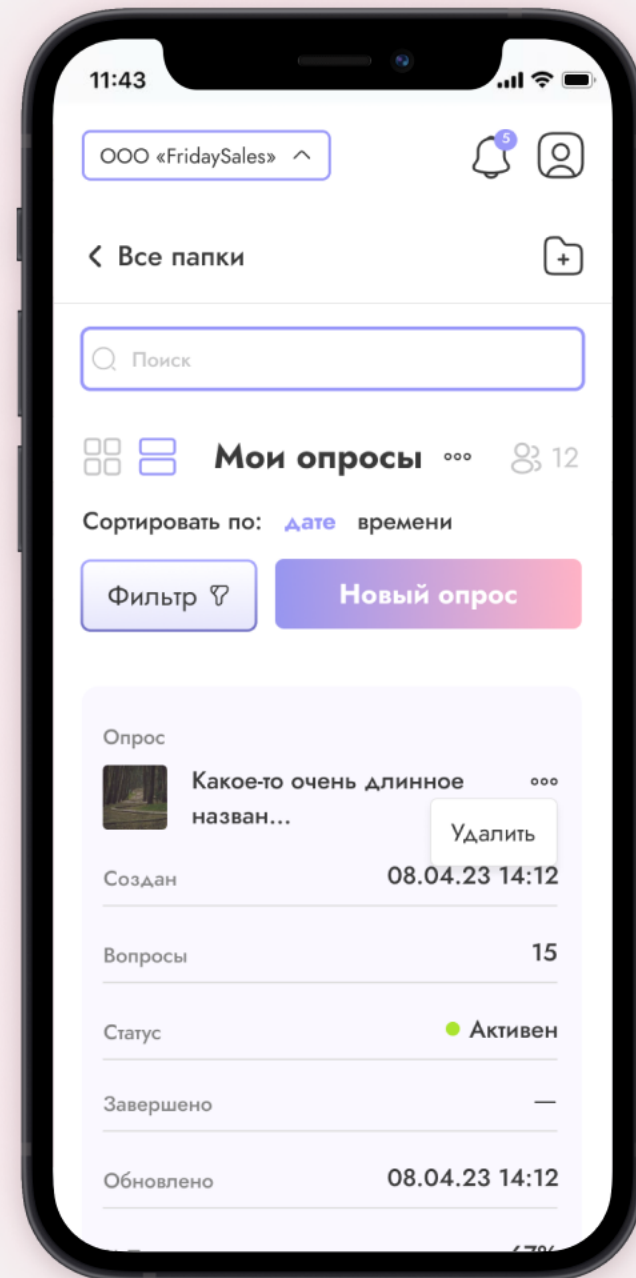 11:43
ООО «FridaySales»
5
Все папки
Поиск
Мои опросы
12
Сортировать по: дате времени
Фильтр
Новый опрос
Опрос
Какое-то очень длинное
назван...
Удалить
Создан 08.04.23 14:12
Вопросы 15
Статус Активен
Завершено —
Обновлено 08.04.23 14:12